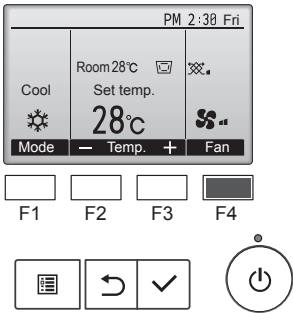 PM 2:30 Fri
Room 28°C
Cool
Set temp.
28°C
Mode
− Temp. +
Fan
F1
F2
F3
F4